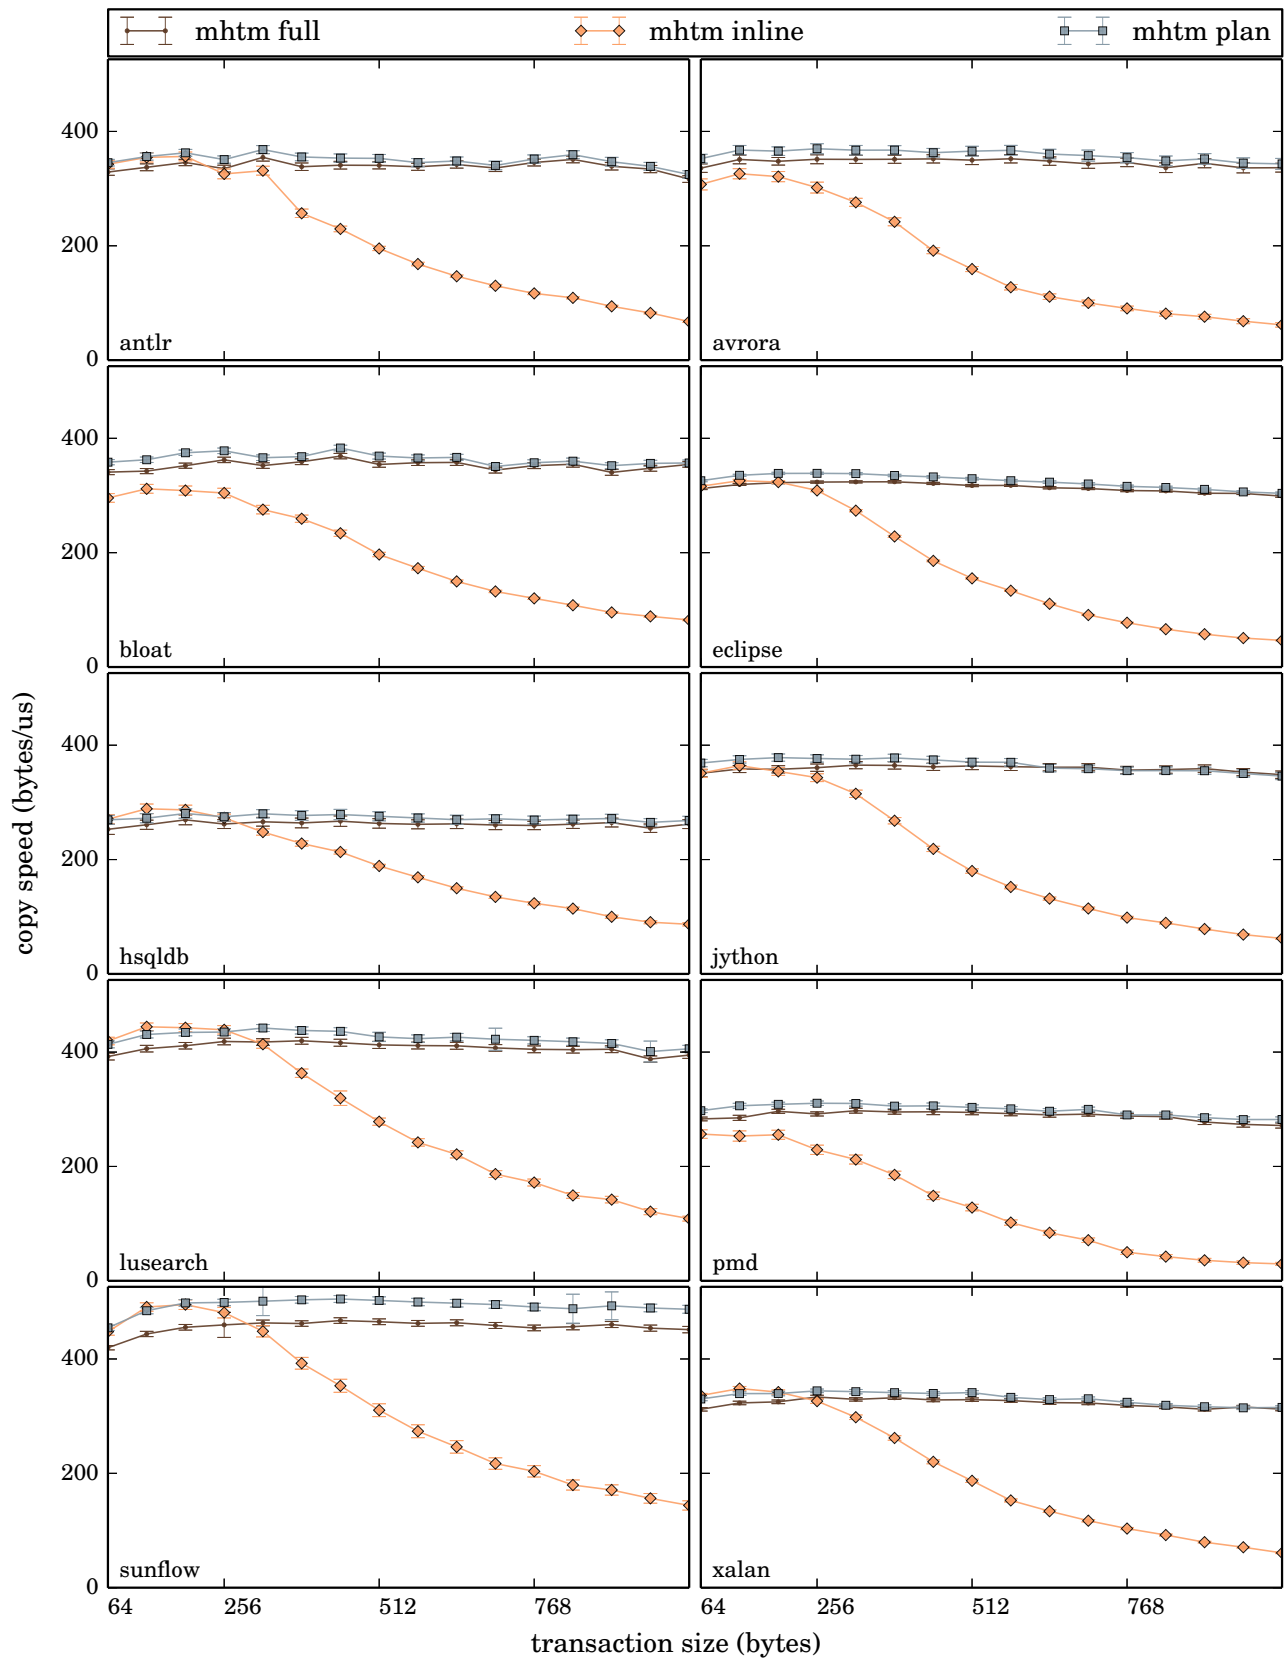 mhtm full mhtm inline mhtm plan
400
200
0
antlr avrora
400
200
0
bloat eclipse
400
200
0
hsqldb jython
400
200
0
lusearch pmd
400
200
0
sunflow xalan
64 256 512 768 64 256 512 768
transaction size (bytes)
copy speed (bytes/us)